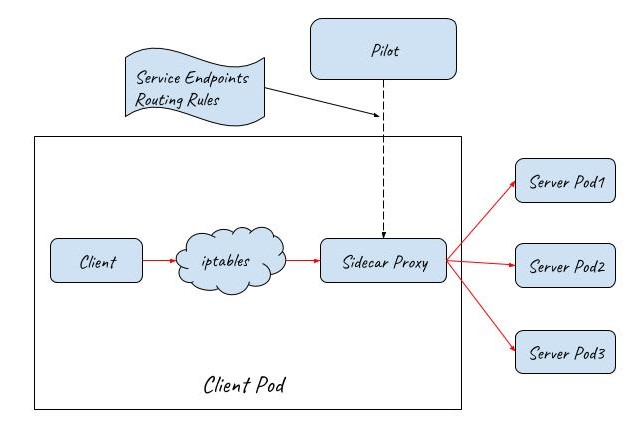 Pilot
Service Endpoints
Routing Rules
Server Pod1
Client
iptables
Sidecar Proxy
Server Pod2
Server Pod3
Client Pod